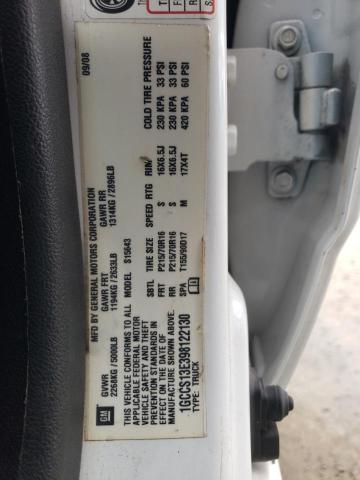 09/08
MFD BY GENERAL MOTORS CORPORATION
GVWR GAWR FRT GAWR RR
2268KG / 5000LB 1194KG / 2633LB 1314KG / 2896LB
THIS VEHICLE CONFORMS TO ALL
APPLICABLE FEDERAL MOTOR
VEHICLE SAFETY AND THEFT
PREVENTION STANDARDS IN
EFFECT ON THE DATE OF
MANUFACTURE SHOWN ABOVE.
1GCCS13E398122130
TYPE: TRUCK
MODEL: S15643
SBTL TIRE SIZE SPEED RTG RIM COLD TIRE PRESSURE
FRT P215/70R16 S 16X6.5J 230 KPA 33 PSI
RR P215/70R16 S 16X6.5J 230 KPA 33 PSI
SPA T155/90D17 M 17X4T 420 KPA 60 PSI
GM